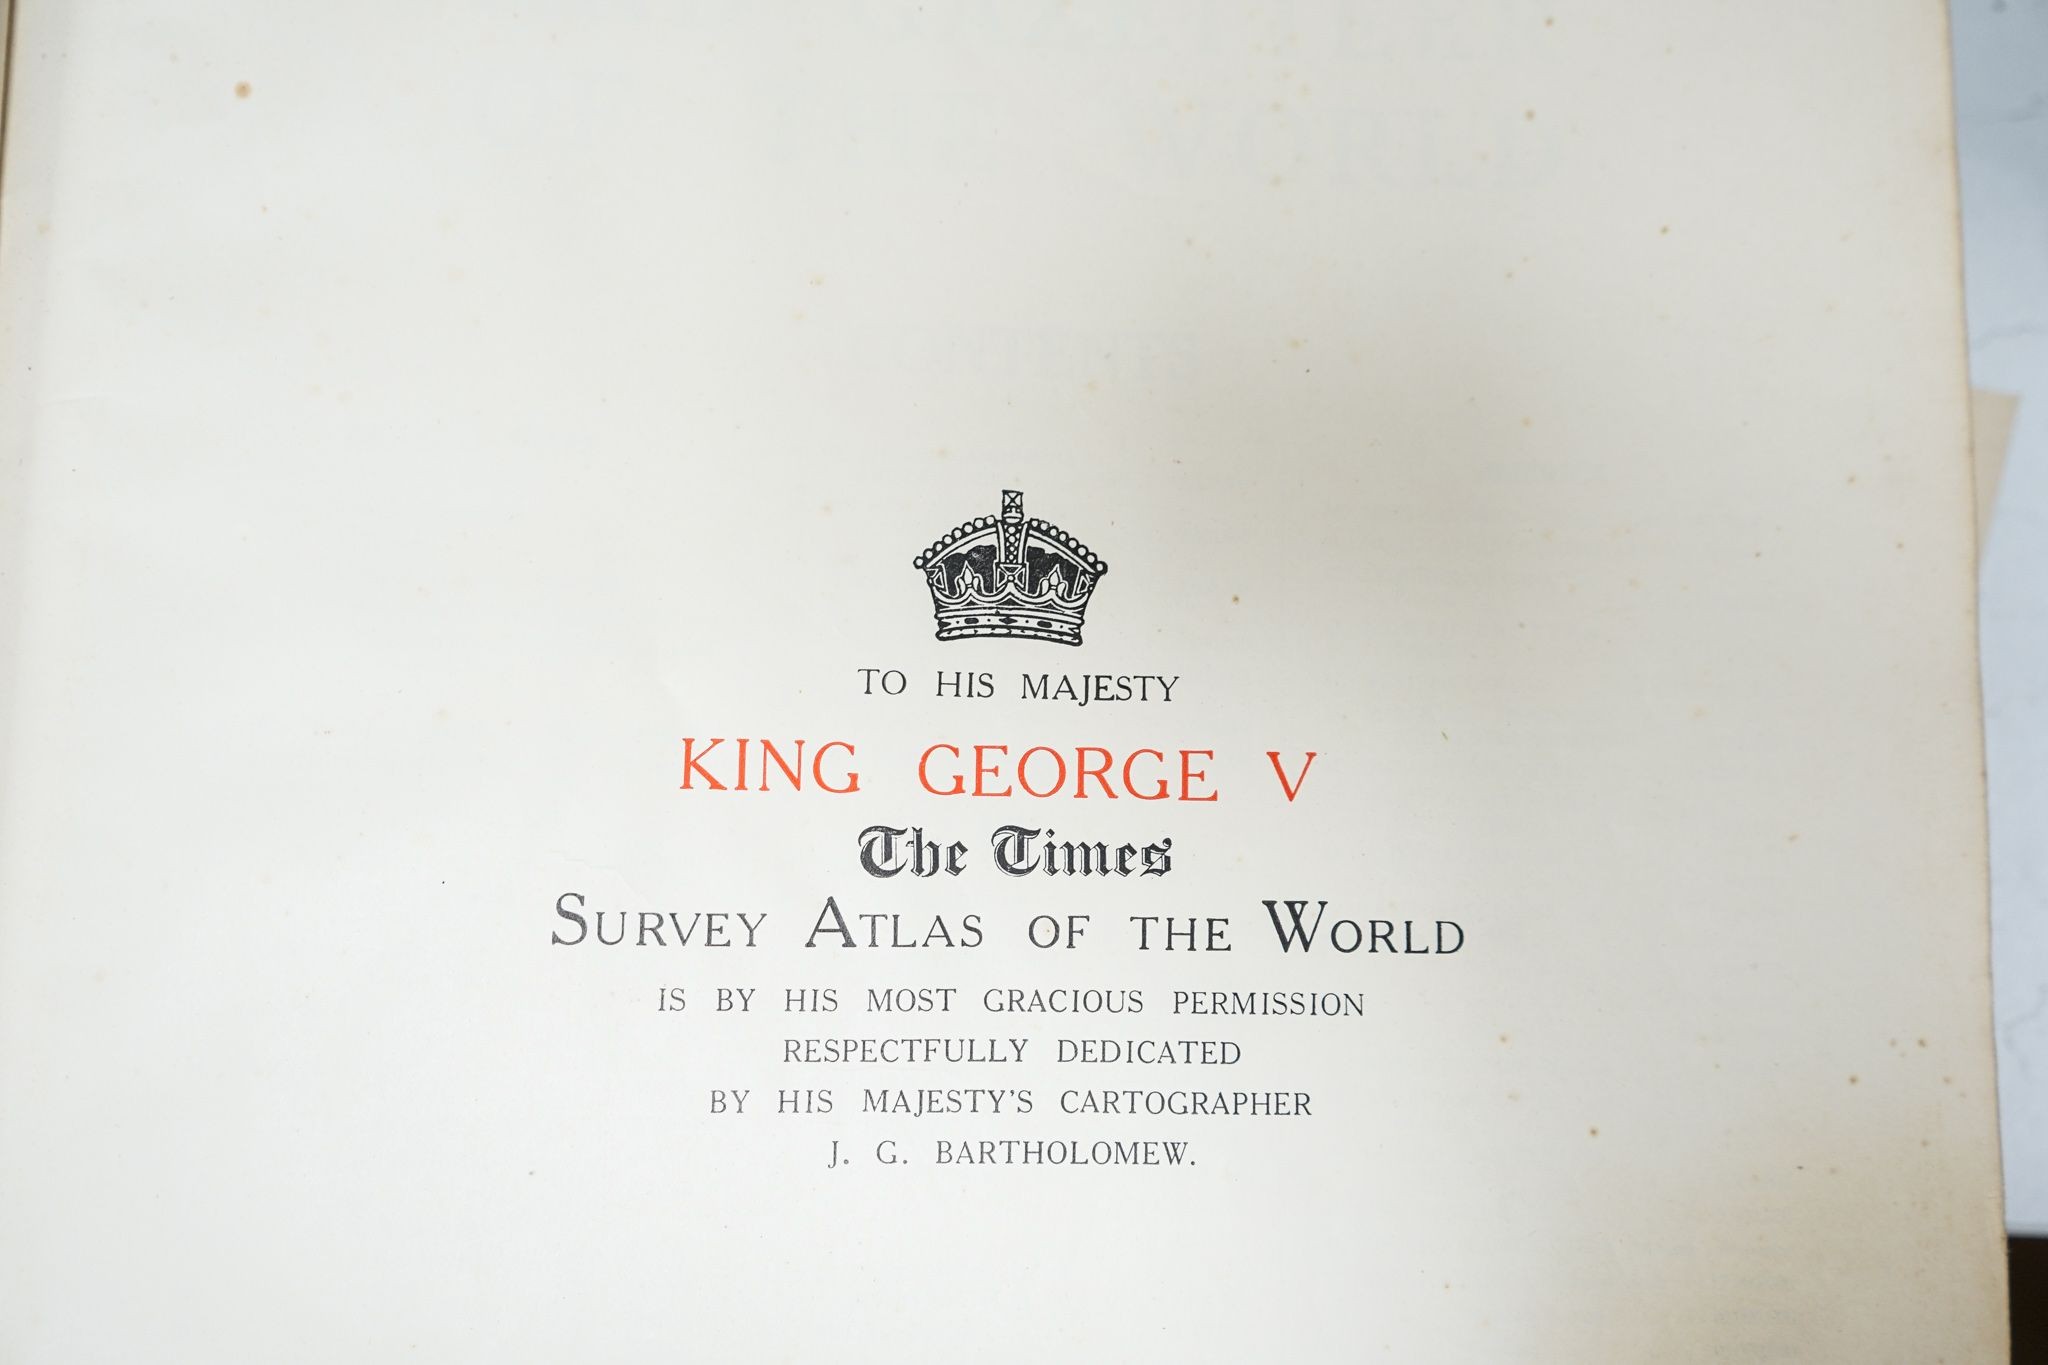 TO HIS MAJESTY
KING GEORGE V
The Times
SURVEY ATLAS OF THE WORLD
IS BY HIS MOST GRACIOUS PERMISSION
RESPECTFULLY DEDICATED
BY HIS MAJESTY'S CARTOGRAPHER
J. G. BARTHOLOMEW.